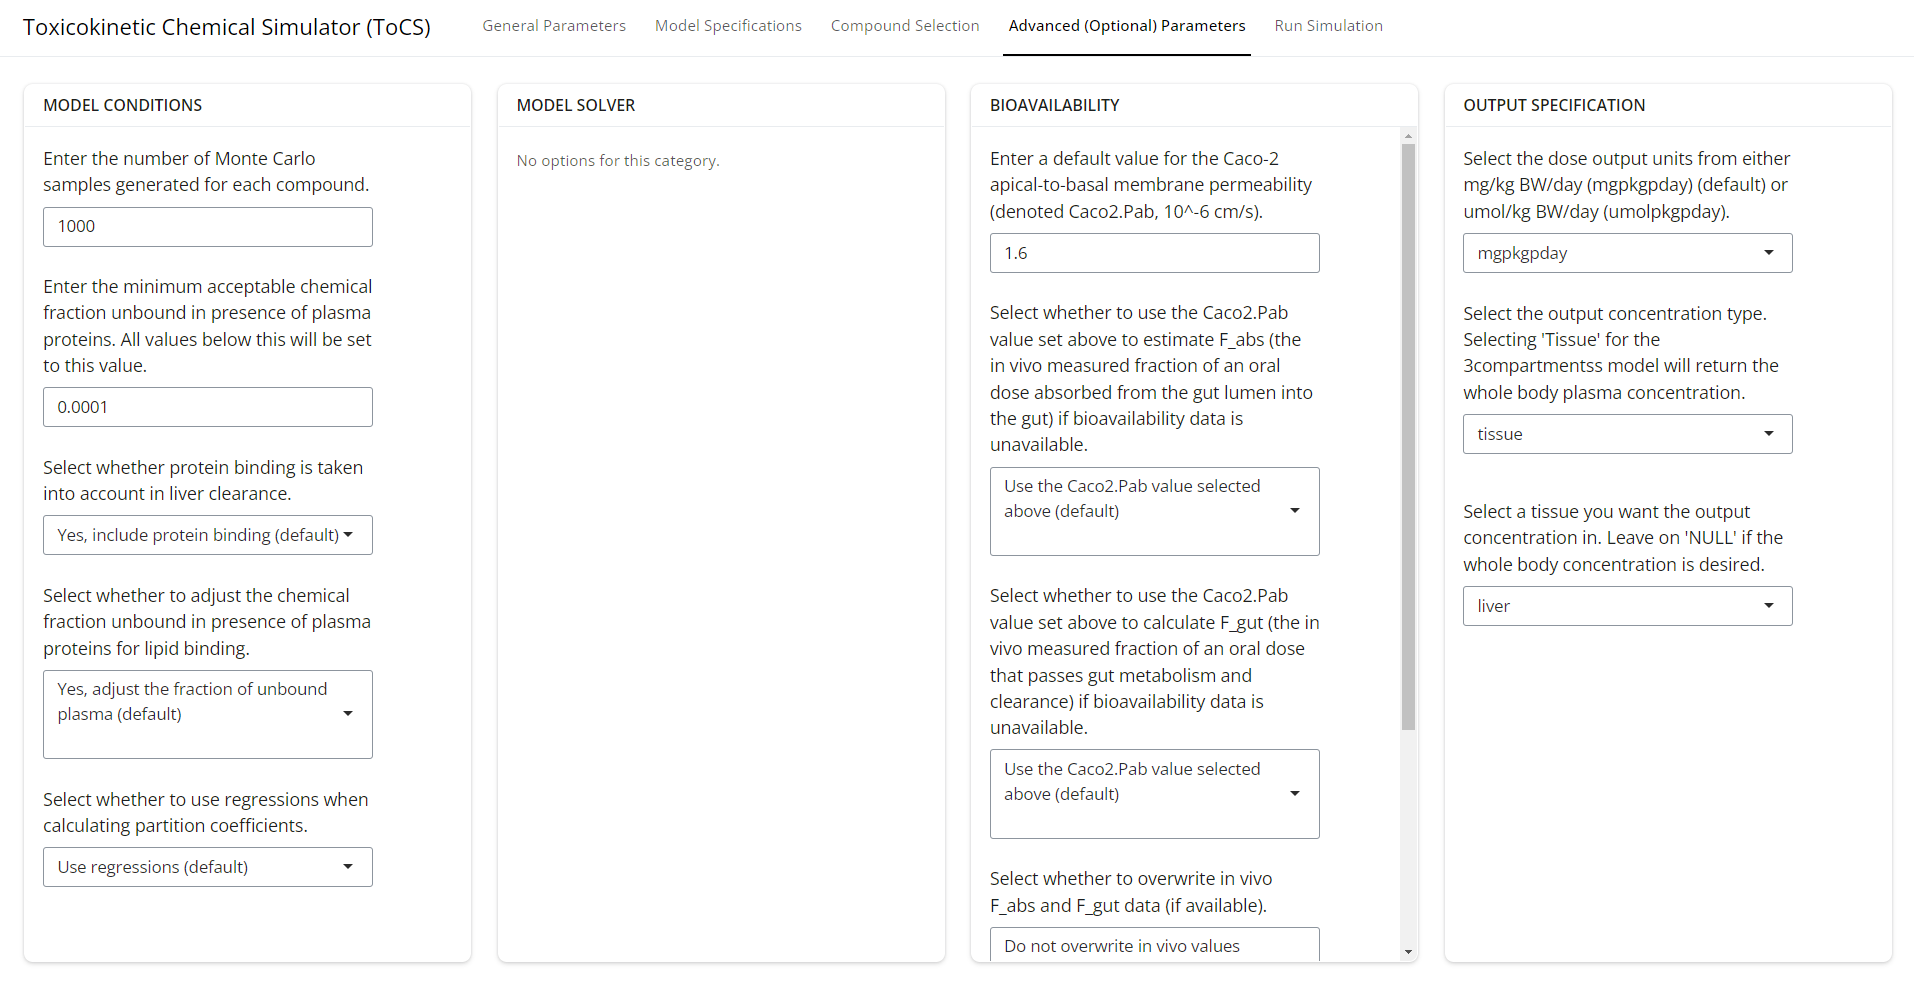 Toxicokinetic Chemical Simulator (ToCS)
General Parameters
Model Specifications
Compound Selection
Advanced (Optional) Parameters
Run Simulation
MODEL CONDITIONS
Enter the number of Monte Carlo
samples generated for each compound.
1000
Enter the minimum acceptable chemical
fraction unbound in presence of plasma
proteins. All values below this will be set
to this value.
0.0001
Select whether protein binding is taken
into account in liver clearance.
Yes, include protein binding (default)
Select whether to adjust the chemical
fraction unbound in presence of plasma
proteins for lipid binding.
Yes, adjust the fraction of unbound
plasma (default)
Select whether to use regressions when
calculating partition coefficients.
Use regressions (default)
MODEL SOLVER
No options for this category.
BIOAVAILABILITY
Enter a default value for the Caco-2
apical-to-basal membrane permeability
(denoted Caco2.Pab, 10^-6 cm/s).
1.6
Select whether to use the Caco2.Pab
value set above to estimate F_abs (the
in vivo measured fraction of an oral
dose absorbed from the gut lumen into
the gut) if bioavailability data is
unavailable.
Use the Caco2.Pab value selected
above (default)
Select whether to use the Caco2.Pab
value set above to calculate F_gut (the in
vivo measured fraction of an oral dose
that passes gut metabolism and
clearance) if bioavailability data is
unavailable.
Use the Caco2.Pab value selected
above (default)
Select whether to overwrite in vivo
F_abs and F_gut data (if available).
Do not overwrite in vivo values
OUTPUT SPECIFICATION
Select the dose output units from either
mg/kg BW/day (mgpkgpday) (default) or
umol/kg BW/day (umolpkgpday).
mgpkgpday
Select the output concentration type.
Selecting 'Tissue' for the
3compartmentss model will return the
whole body plasma concentration.
tissue
Select a tissue you want the output
concentration in. Leave on 'NULL' if the
whole body concentration is desired.
liver